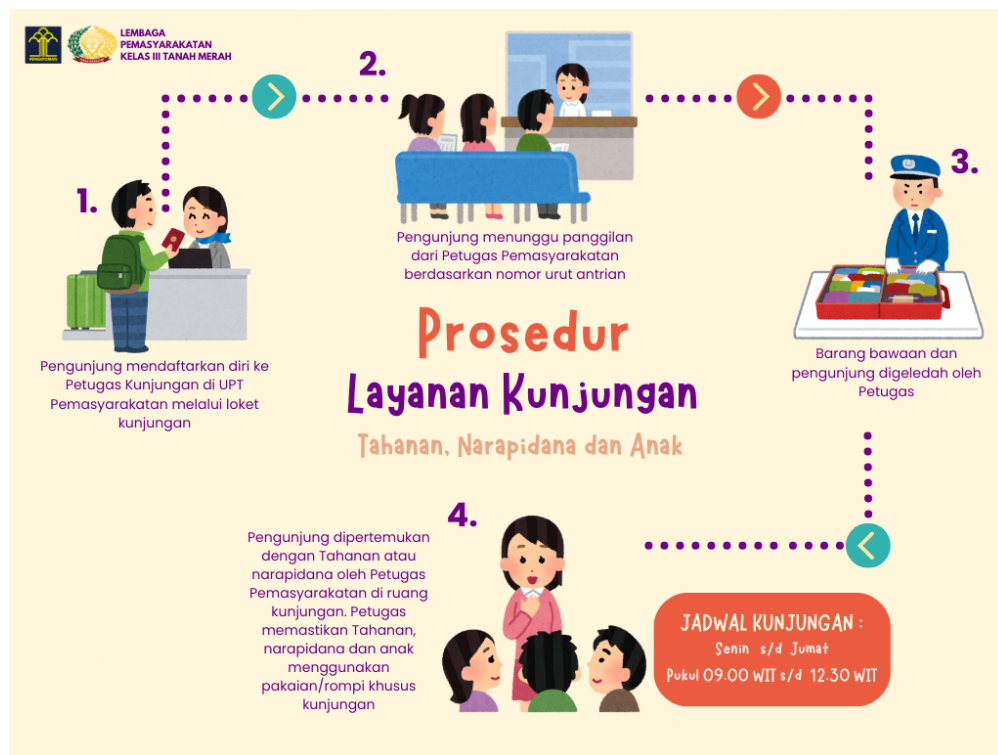 PENGAYOMAN
LEMBAGA
PEMASYARAKATAN
KELAS III TANAH MERAH
1.
Pengunjung mendaftarkan diri ke
Petugas Kunjungan di UPT
Pemasyarakatan melalui loket
kunjungan
2.
Pengunjung menunggu panggilan
dari Petugas Pemasyarakatan
berdasarkan nomor urut antrian
3.
Barang bawaan dan
pengunjung digeledah oleh
Petugas
Prosedur
Layanan Kunjungan
Tahanan, Narapidana dan Anak
4.
Pengunjung dipertemukan
dengan Tahanan atau
narapidana oleh Petugas
Pemasyarakatan di ruang
kunjungan. Petugas
memastikan Tahanan,
narapidana dan anak
menggunakan
pakaian/rompi khusus
kunjungan
JADWAL KUNJUNGAN :
Senin s/d Jumat
Pukul 09.00 WIT s/d 12.30 WIT